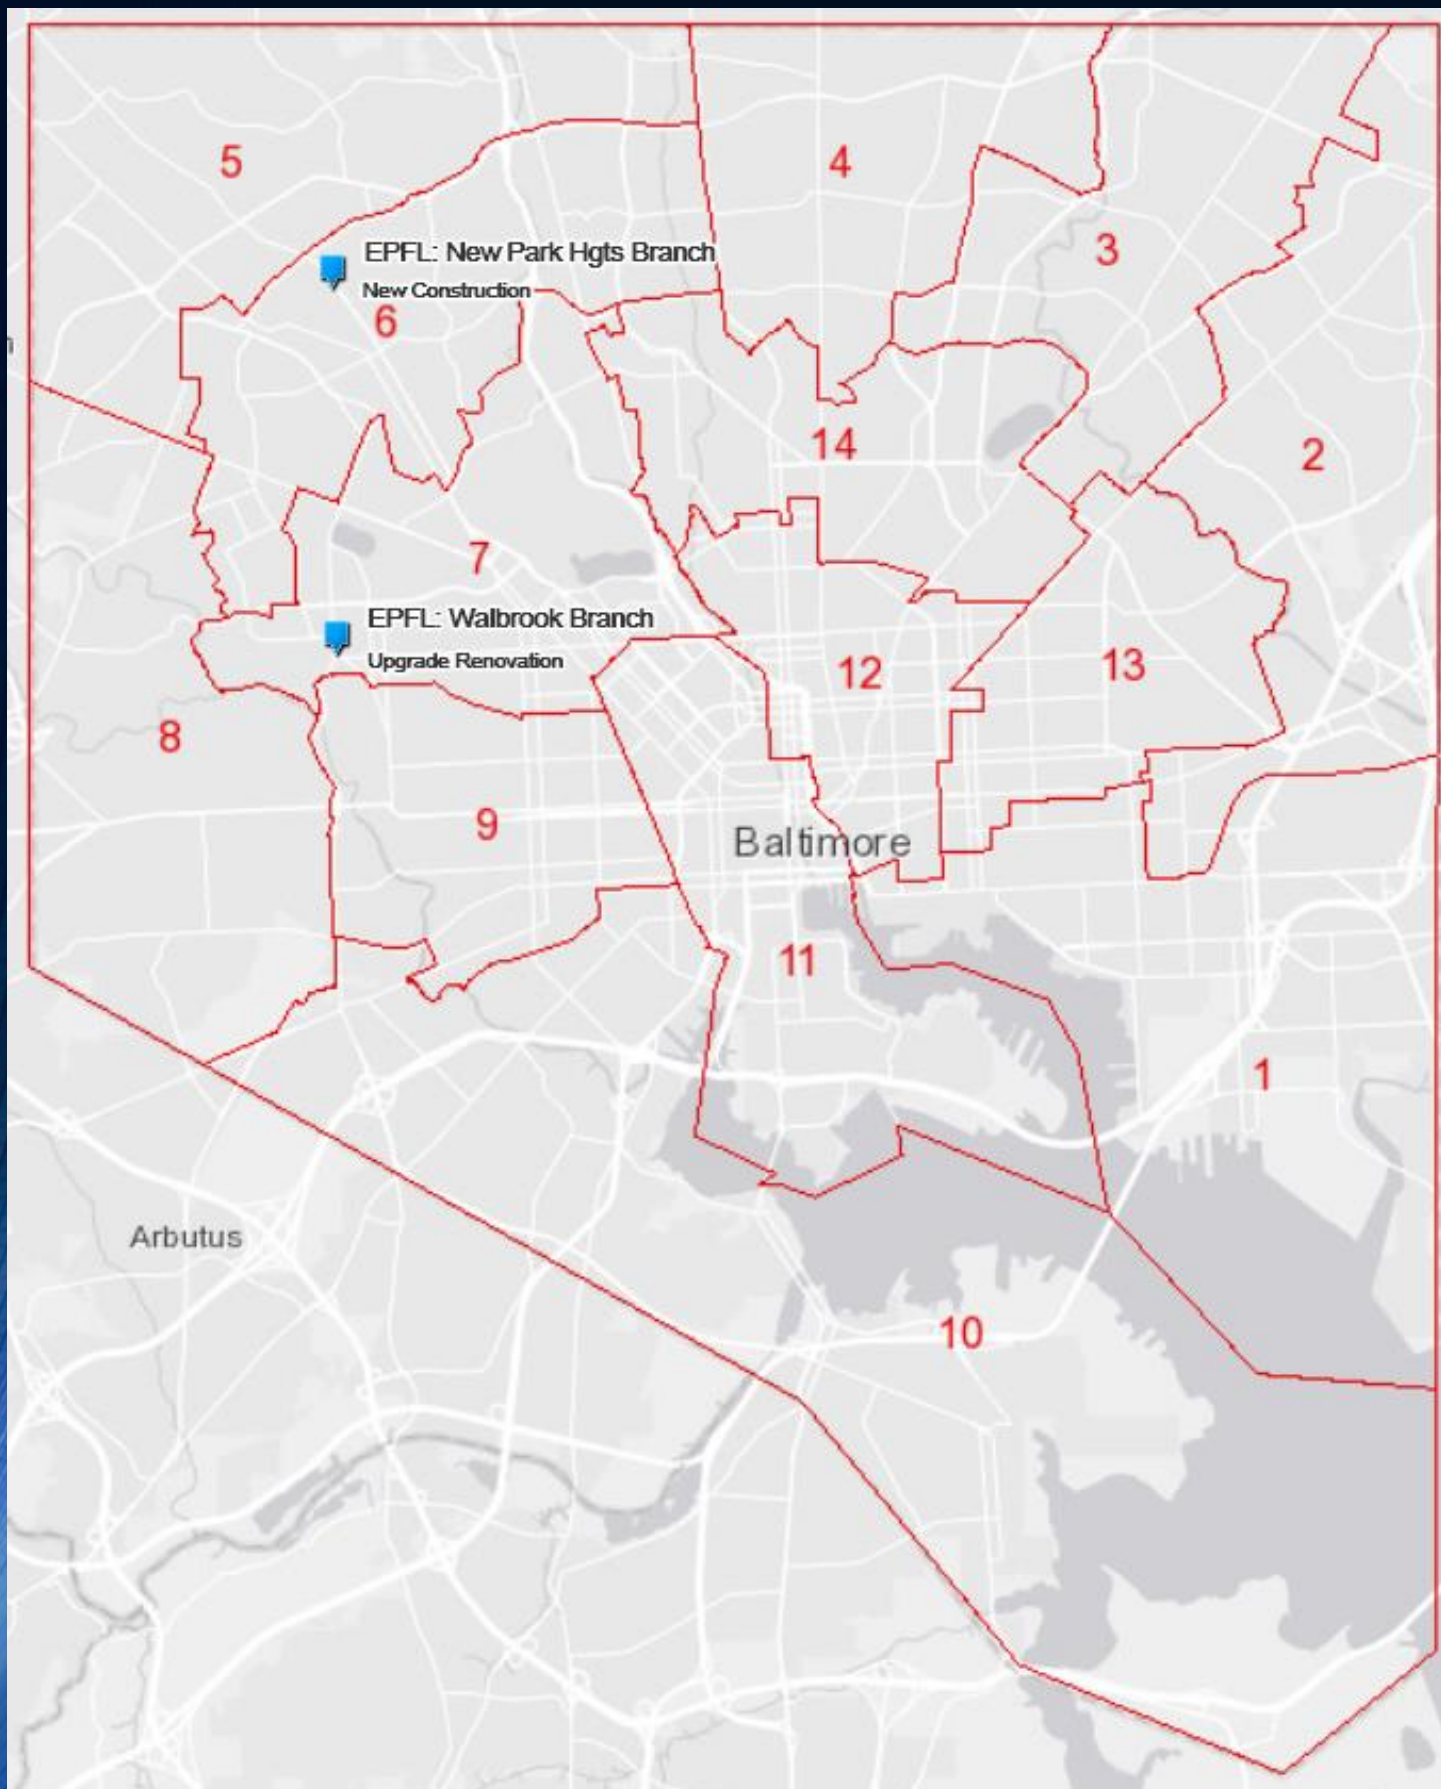 5
4
3
EPFL: New Park Hgts Branch
New Construction
6
14
2
7
EPFL: Walbrook Branch
Upgrade Renovation
12
13
8
9
Baltimore
11
1
Arbutus
10